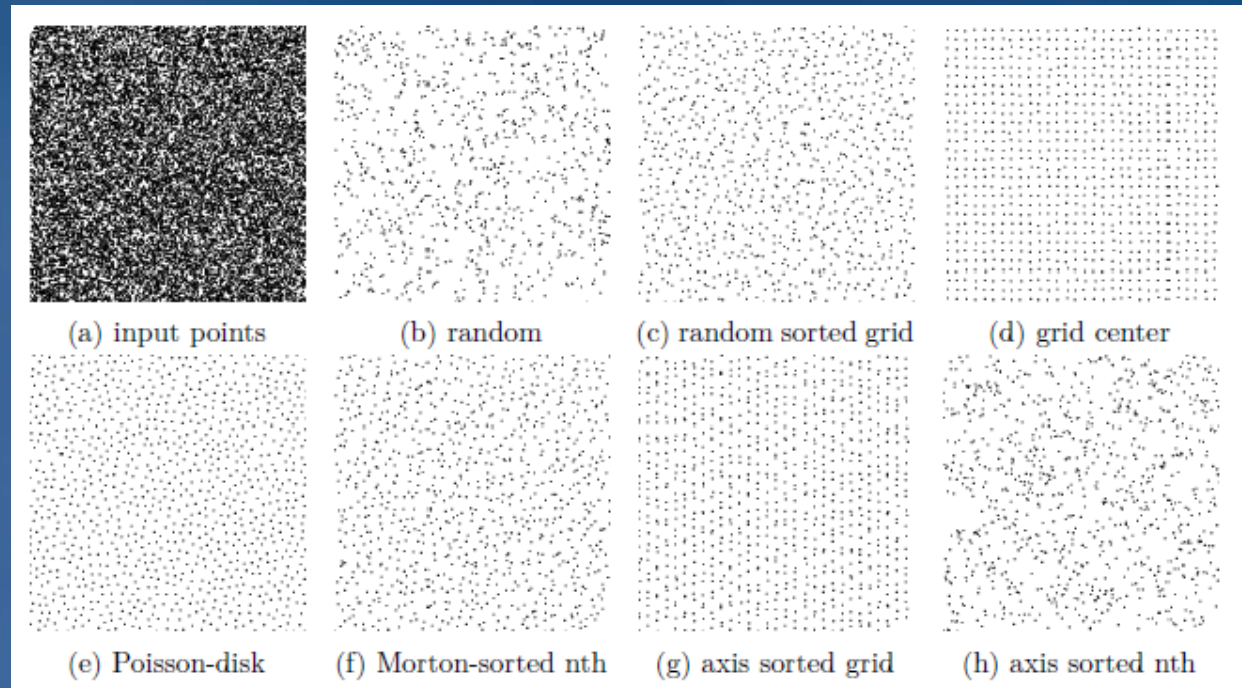 (a) input points (b) random (c) random sorted grid (d) grid center
(e) Poisson-disk (f) Morton-sorted nth (g) axis sorted grid (h) axis sorted nth